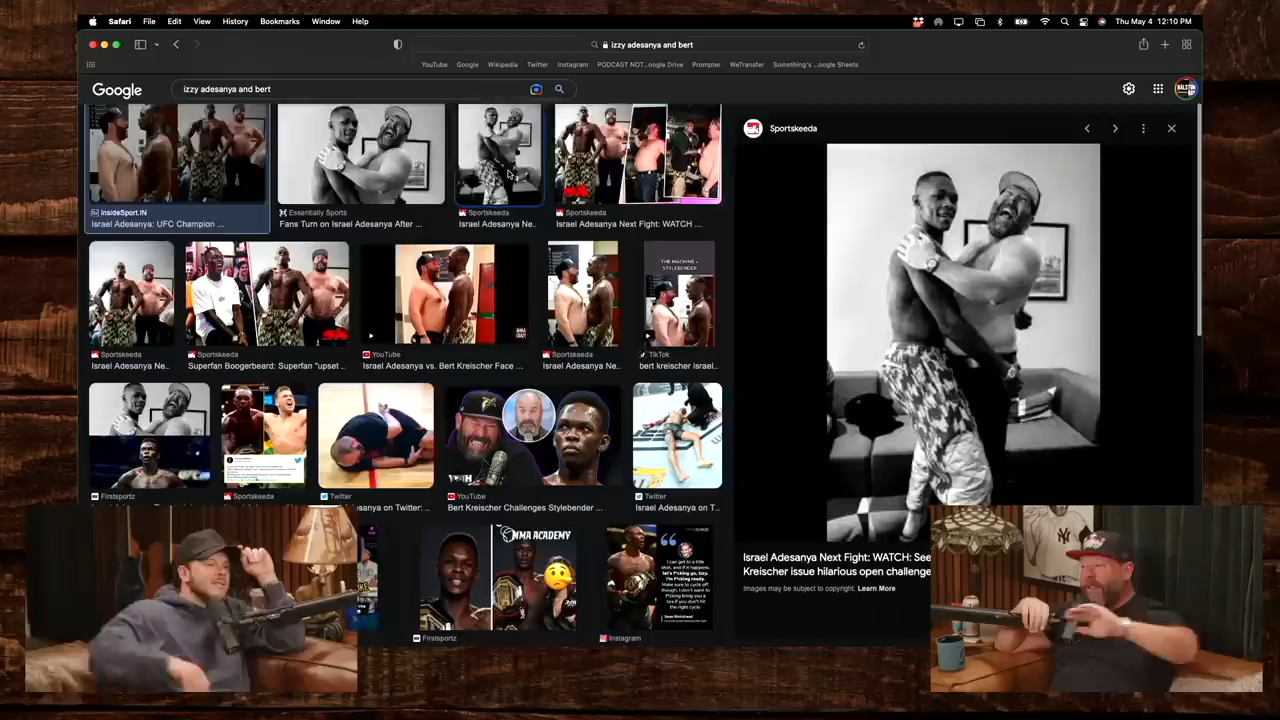 Safari File Edit View History Bookmarks Window Help Thu May 4 12:10 PM
izzy adesanya and bert
YouTube Google Wikipedia Twitter Instagram PODCAST NOT...oogle Drive Prompter WeTransfer Something's ...oogle Sheets
Google izzy adesanya and bert
Sportskeeda
InsideSport.IN Essentially Sports Sportskeeda Sportskeeda
Israel Adesanya: UFC Champion ... Fans Turn on Israel Adesanya After ... Israel Adesanya Ne.. Israel Adesanya Next Fight: WATCH ...
THE MACHINE +
STYLEBENDER
Sportskeeda Sportskeeda YouTube Sportskeeda TikTok
Israel Adesanya Ne.. Superfan Boogerbeard: Superfan "upset .. Israel Adesanya vs. Bert Kreischer Face ... Israel Adesanya Ne.. bert kreischer israel..
Firstsportz Sportskeeda Twitter YouTube Twitter
sanya on Twitter: .. Bert Kreischer Challenges Stylebender ... Israel Adesanya on T..
MMA ACADEMY
Firstsportz Instagram
Israel Adesanya Next Fight: WATCH: See
Kreischer issue hilarious open challenge
Images may be subject to copyright. Learn More